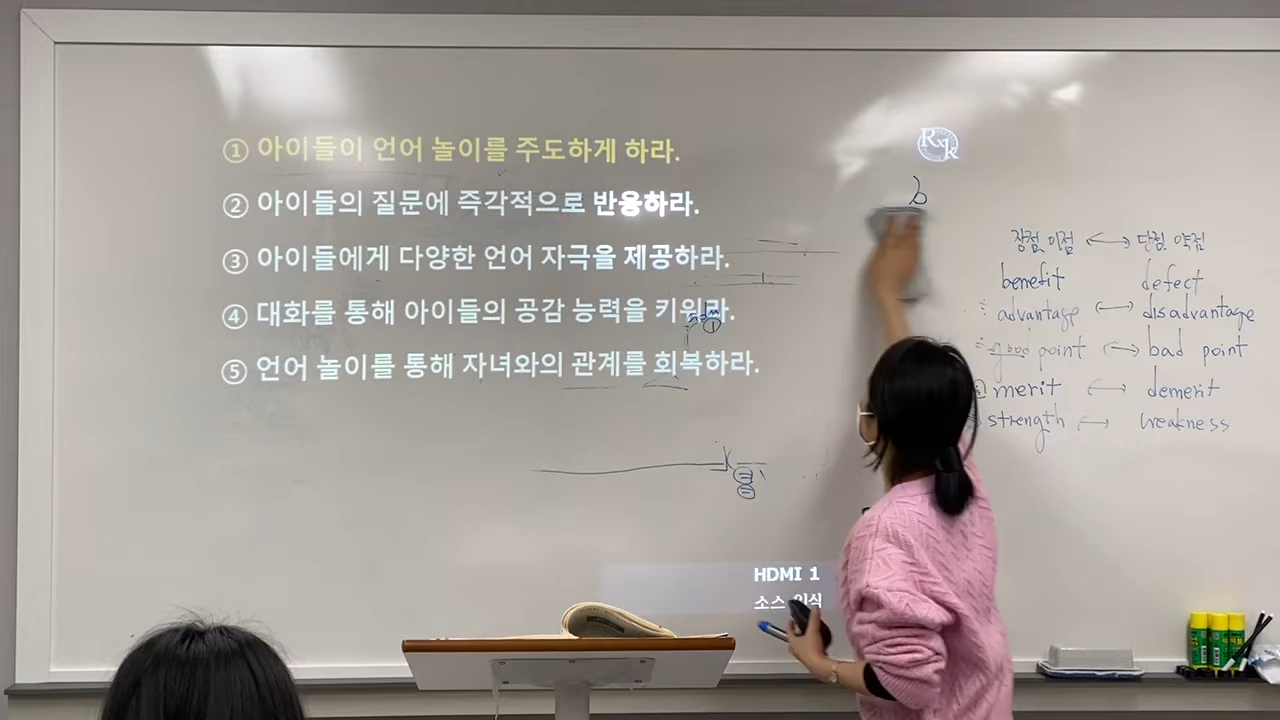 ① 아이들이 언어 놀이를 주도하게 하라.
② 아이들의 질문에 즉각적으로 반응하라.
③ 아이들에게 다양한 언어 자극을 제공하라.
④ 대화를 통해 아이들의 공감 능력을 키워라.
⑤ 언어 놀이를 통해 자녀와의 관계를 회복하라.
Rxk
b
장점 이점 ↔ 단점 약점
benefit defect
advantage ↔ disadvantage
good point ↔ bad point
merit ↔ demerit
strength ↔ weakness
HDMI 1
소스 인식